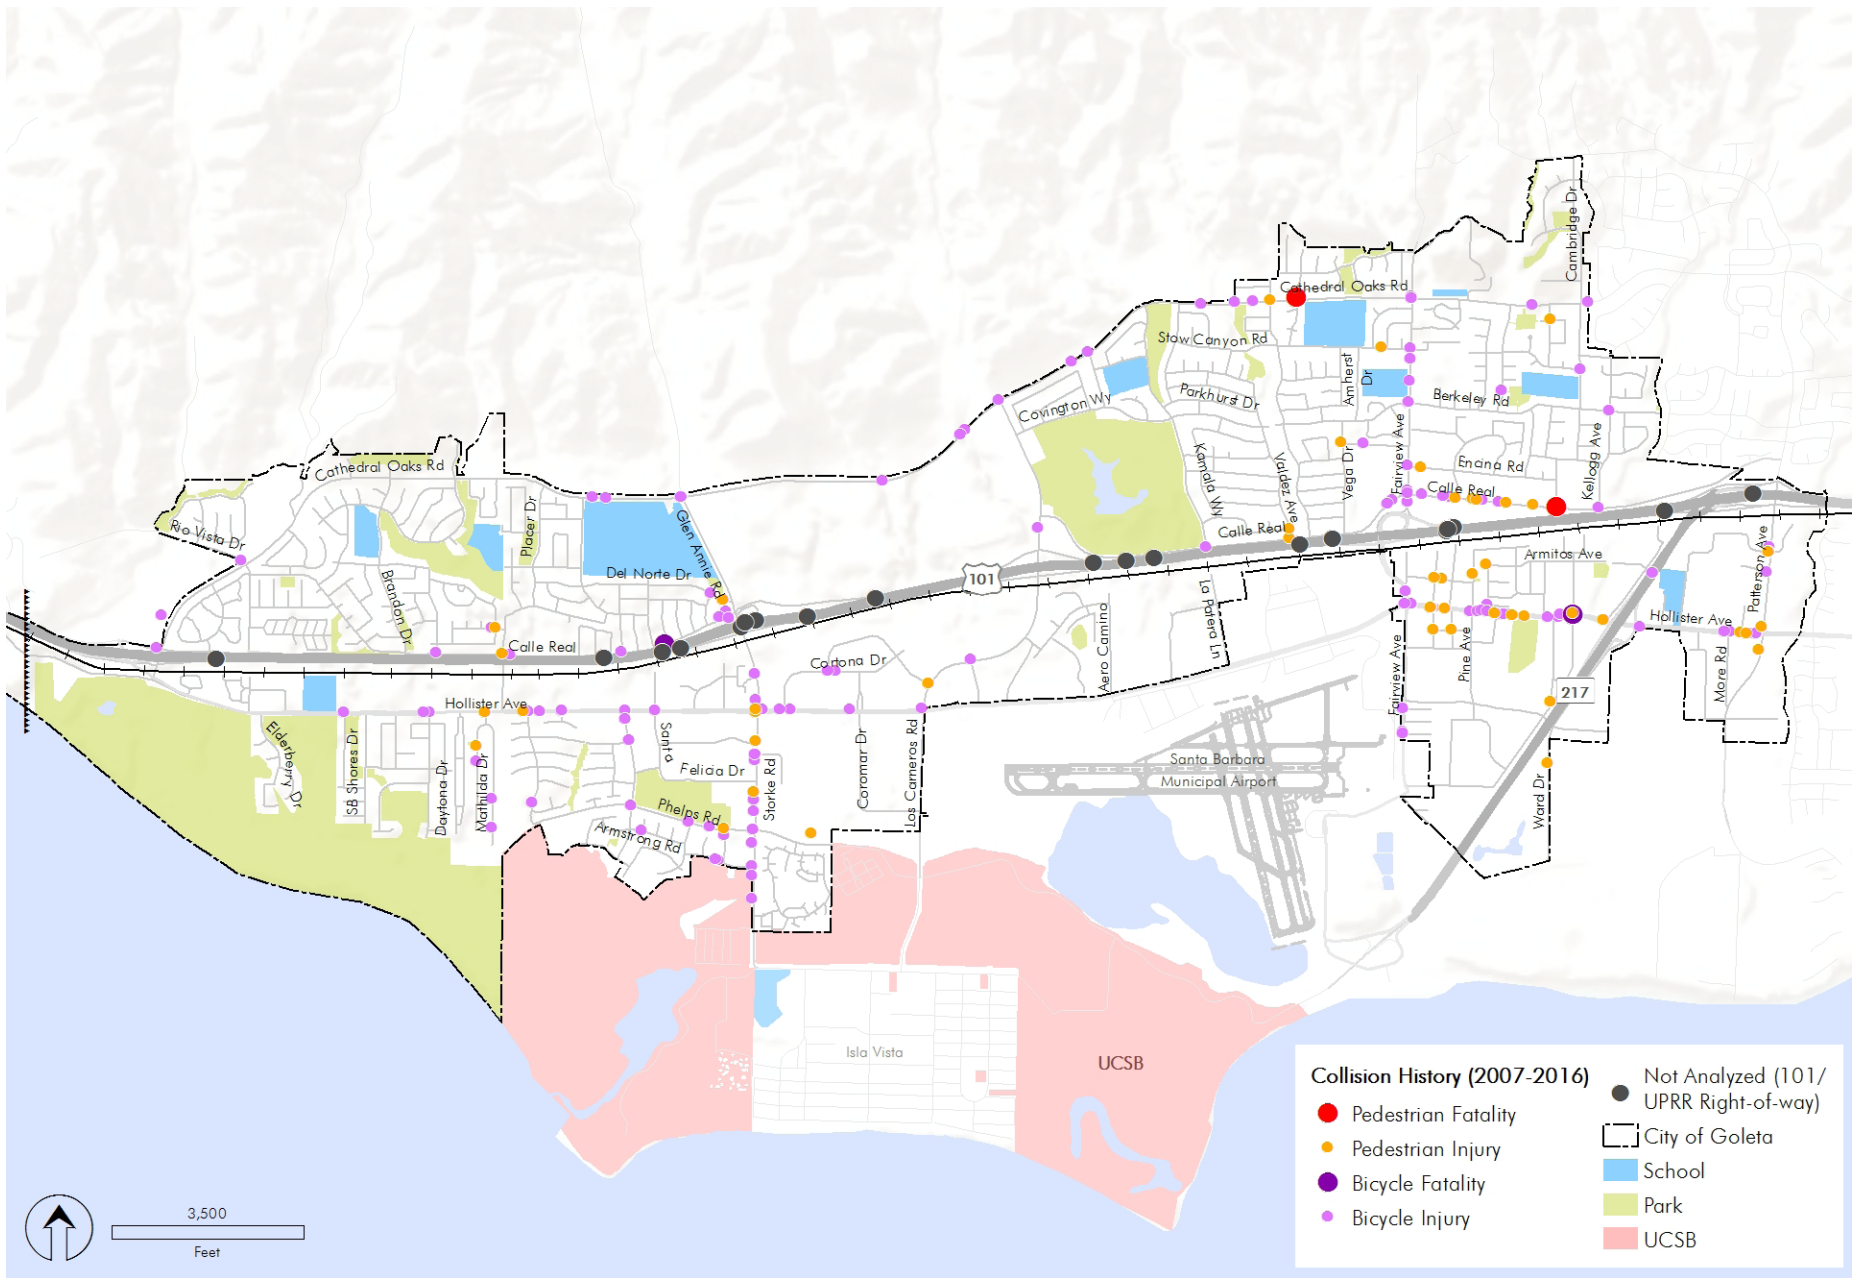 Cambridge Dr
Cathedral Oaks Rd
Stow Canyon Rd
Amherst
Dr
Parkhurst Dr
Berkeley Rd
Covington Wy
Fairview Ave
Kellogg Ave
Encina Rd
Kamala Wy
Valdez Ave
Vega Dr
Calle Real
Calle Real
Cathedral Oaks Rd
Placer Dr
Rio Vista Dr
Glen Annie Rd
Del Norte Dr
Brandon Dr
Calle Real
101
La Patera Ln
Aero Camino
Armitos Ave
Patterson Ave
Hollister Ave
Pine Ave
Fairview Ave
More Rd
217
Cortona Dr
Hollister Ave
Elderberry Dr
SB Shores Dr
Daytona Dr
Mathilda Dr
Santa
Felicia Dr
Storke Rd
Coromar Dr
Los Carneros Rd
Phelps Rd
Armstrong Rd
Santa Barbara
Municipal Airport
Ward Dr
Isla Vista
UCSB
Collision History (2007-2016)
Pedestrian Fatality
Pedestrian Injury
Bicycle Fatality
Bicycle Injury
Not Analyzed (101/
UPRR Right-of-way)
City of Goleta
School
Park
UCSB
3,500
Feet